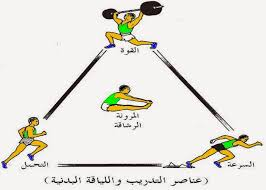 القوة
المرونة
الرشاقة
التحمل
السرعة
(عناصر التدريب واللياقة البدنية)